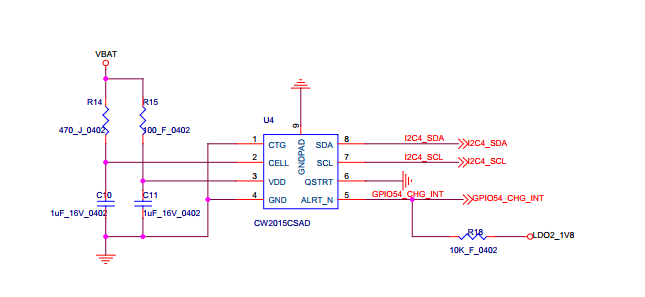 VBAT
R14
R15
470_J_0402
100_F_0402
C10
C11
1uF_16V_0402
1uF_16V_0402
U4
1
CTG
2
CELL
3
VDD
4
GND
9
GNDPAD
SDA
8
SCL
7
QSTRT
6
ALRT_N
5
CW2015CSAD
I2C4_SDA
I2C4_SDA
I2C4_SCL
I2C4_SCL
GPIO54_CHG_INT
GPIO54_CHG_INT
R18
10K_F_0402
LDO2_1V8